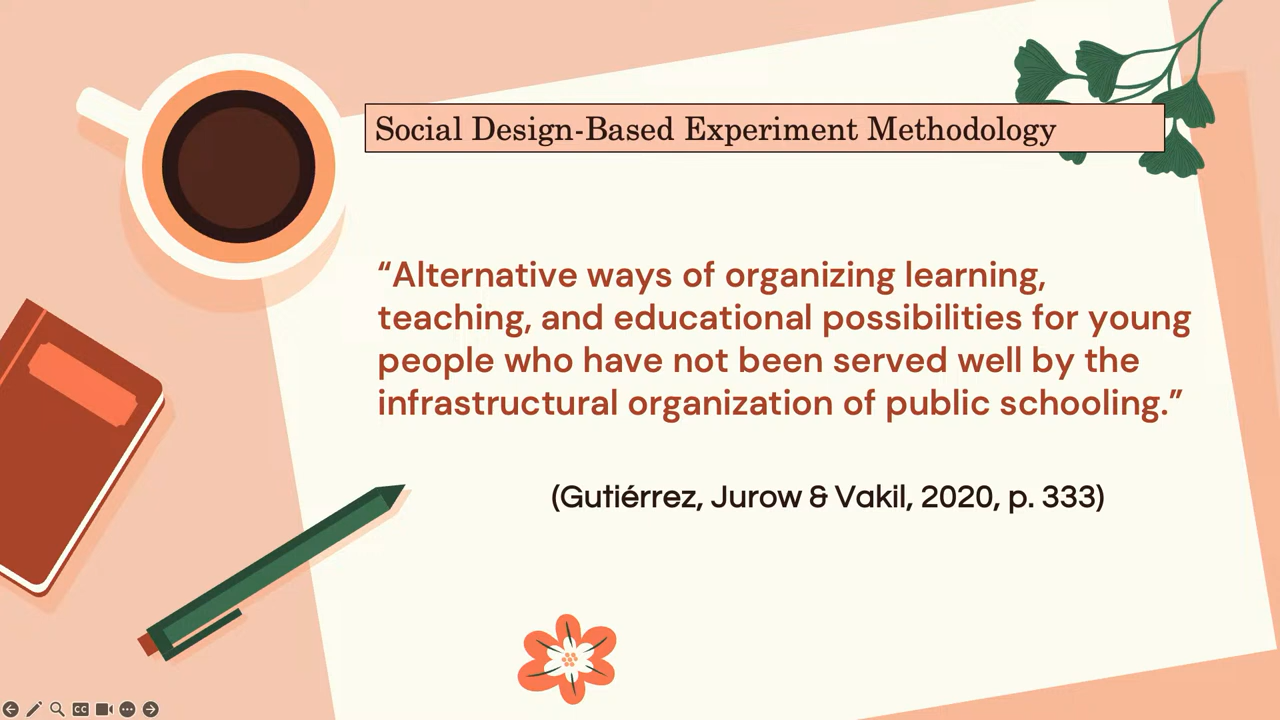 Social Design-Based Experiment Methodology
“Alternative ways of organizing learning,
teaching, and educational possibilities for young
people who have not been served well by the
infrastructural organization of public schooling.”
(Gutiérrez, Jurow & Vakil, 2020, p. 333)
CC